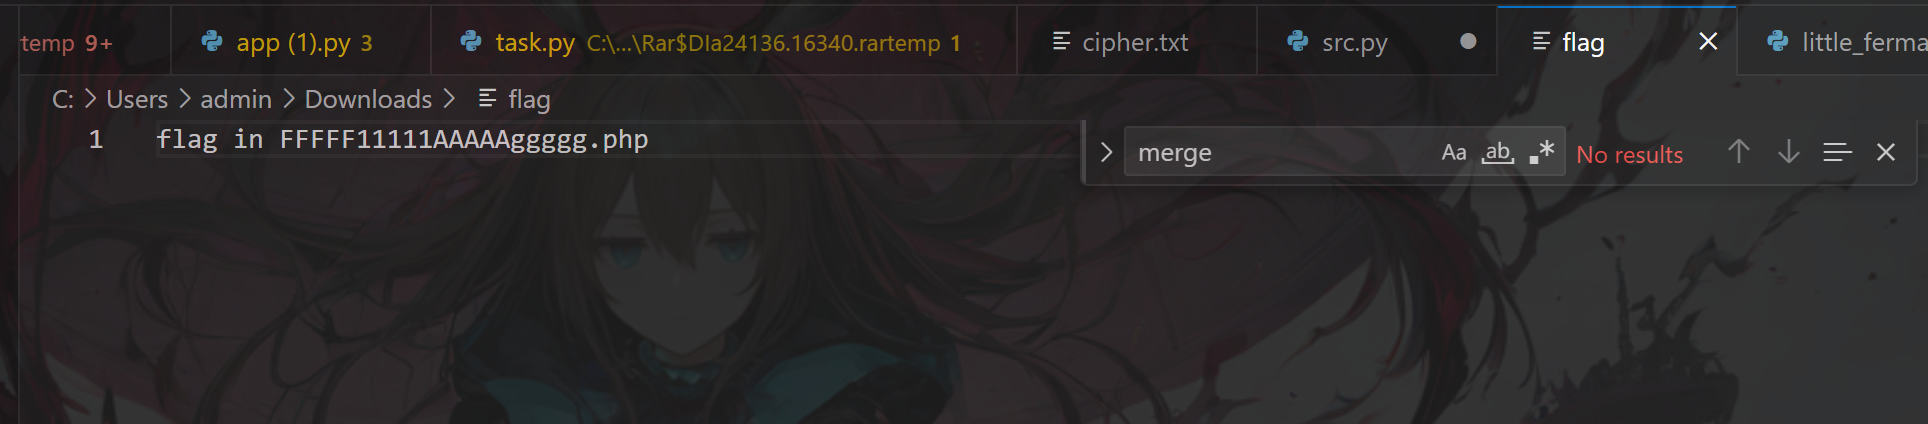 temp 9+ app (1).py 3 task.py C:\...\Rar$DIa24136.16340.rartemp 1 cipher.txt src.py flag little_ferma
C: > Users > admin > Downloads > flag
1 flag in FFFFF11111AAAAAggggg.php
merge Aa ab .* No results